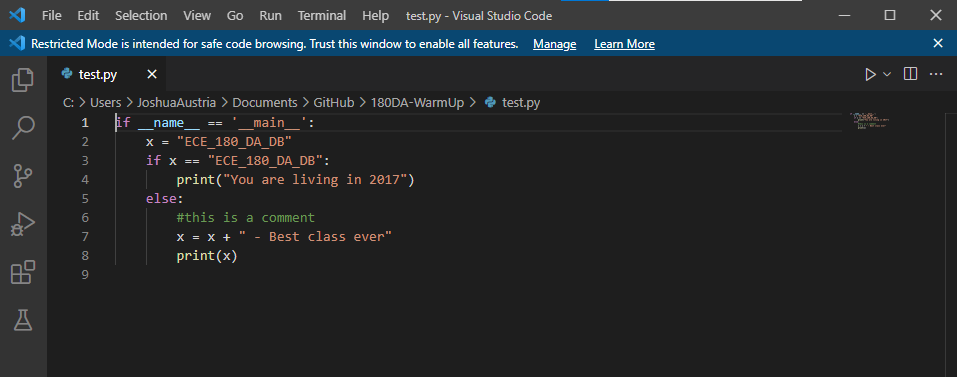 File Edit Selection View Go Run Terminal Help test.py - Visual Studio Code
Restricted Mode is intended for safe code browsing. Trust this window to enable all features. Manage Learn More
test.py
C: > Users > JoshuaAustria > Documents > GitHub > 180DA-WarmUp > test.py
1 if __name__ == '__main__':
2     x = "ECE_180_DA_DB"
3     if x == "ECE_180_DA_DB":
4         print("You are living in 2017")
5     else:
6         #this is a comment
7         x = x + " - Best class ever"
8         print(x)
9